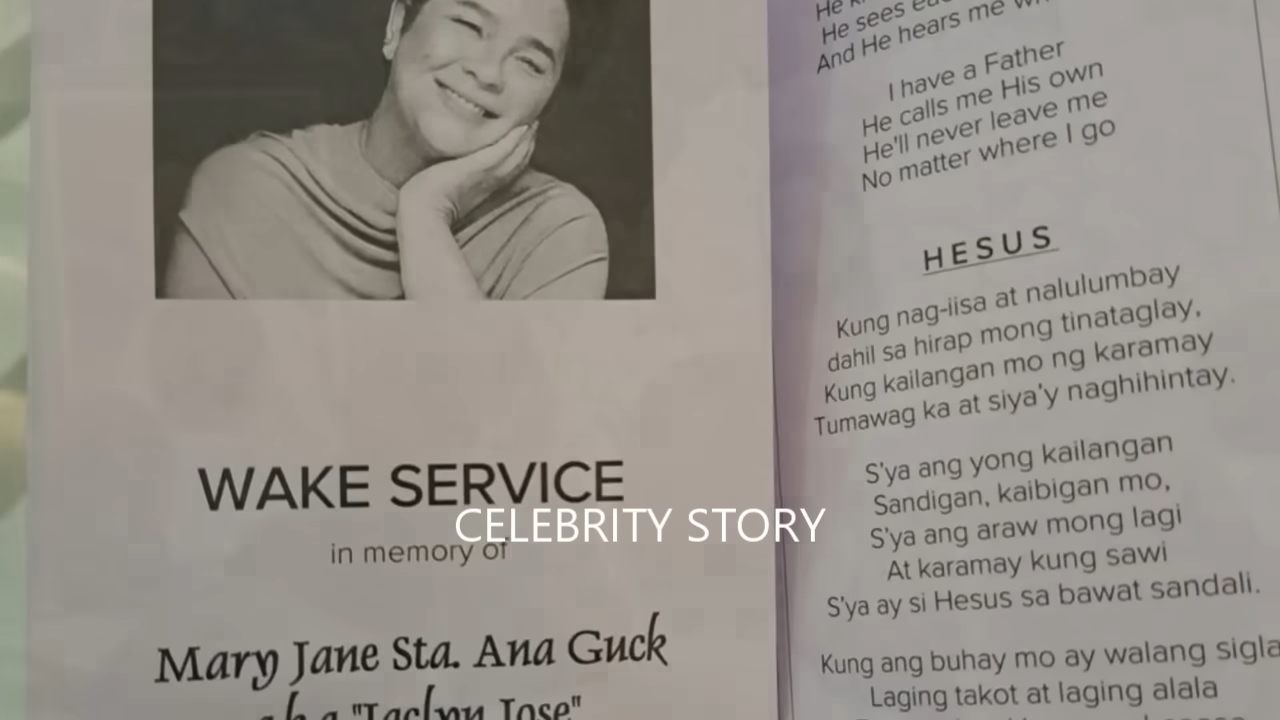 WAKE SERVICE
CELEBRITY STORY
in memory of
Mary Jane Sta. Ana Guck
a.k.a "Jaclyn Jose"
He
He sees
And He hears me
I have a Father
He calls me His own
He'll never leave me
No matter where I go
HESUS
Kung nag-iisa at nalulumbay
dahil sa hirap mong tinataglay,
Kung kailangan mo ng karamay
Tumawag ka at siya'y naghihintay.
S'ya ang yong kailangan
Sandigan, kaibigan mo,
S'ya ang araw mong lagi
At karamay kung sawi
S'ya ay si Hesus sa bawat sandali.
Kung ang buhay mo ay walang sigla
Laging takot at laging alala